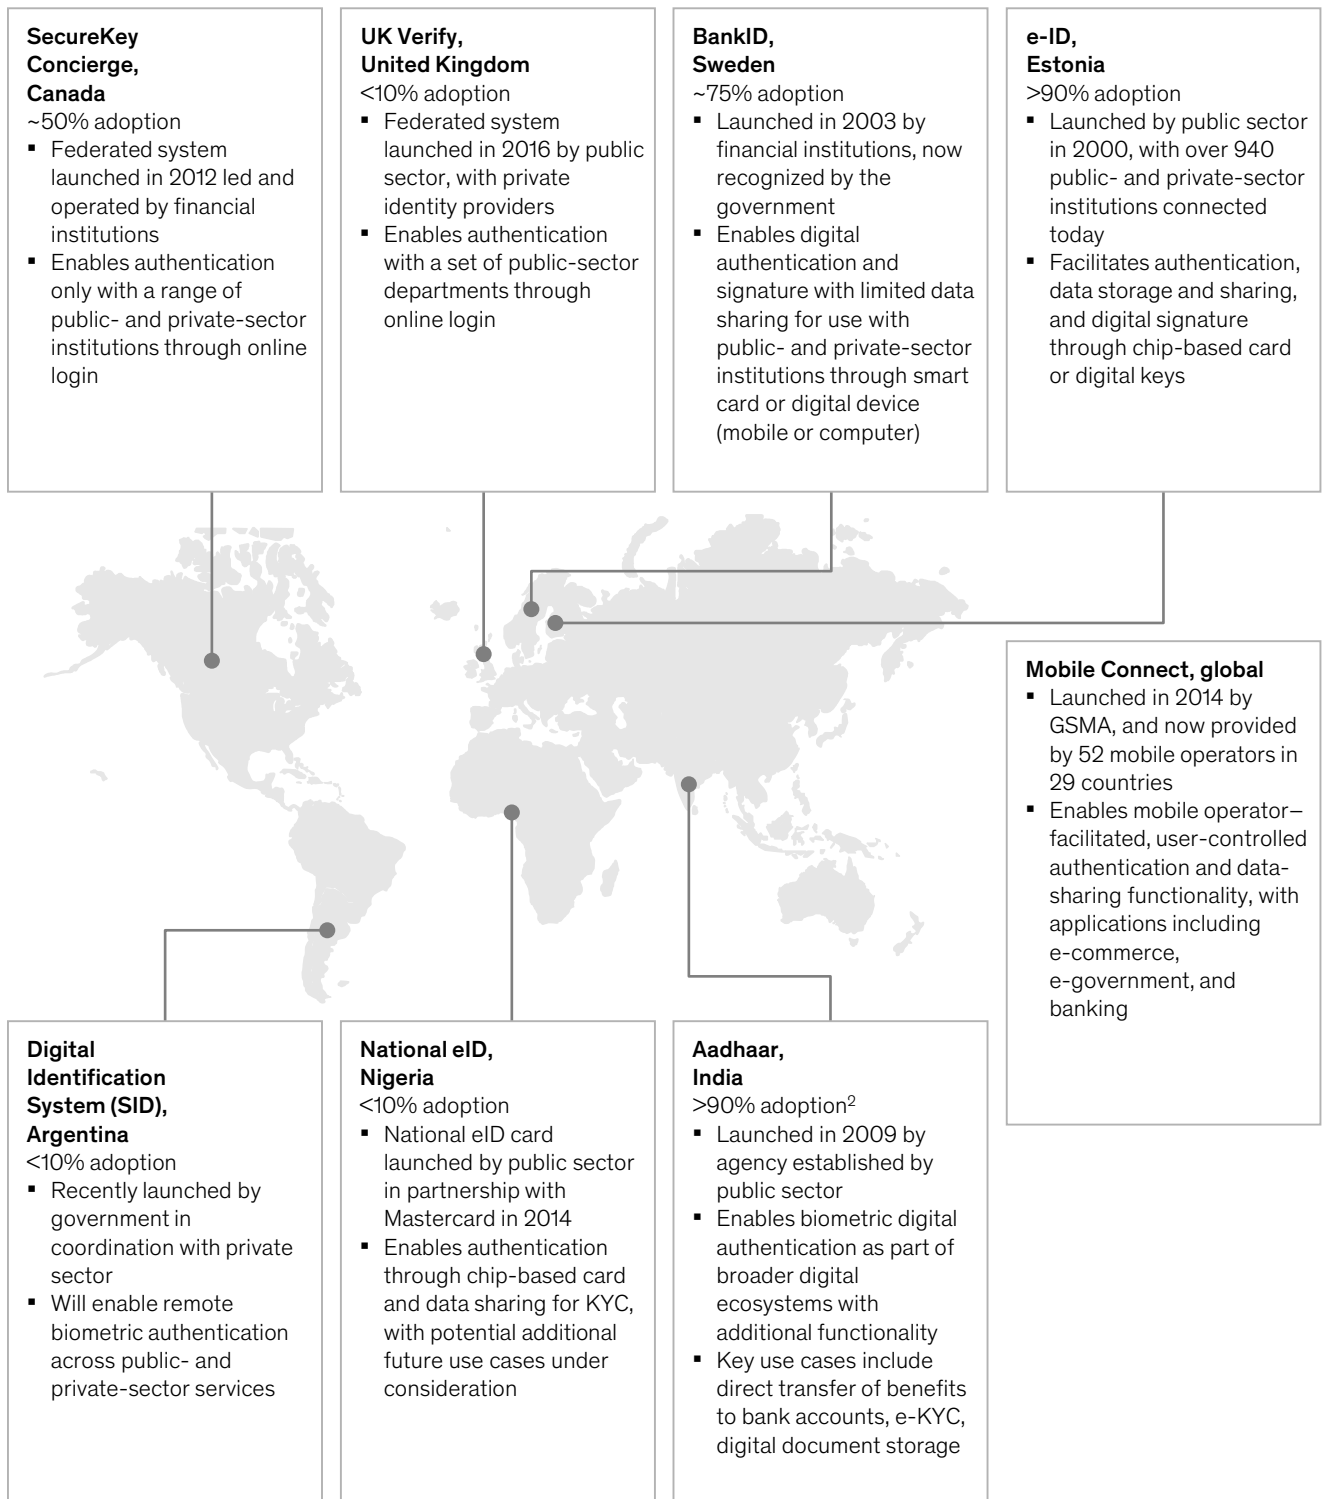 SecureKey
Concierge,
Canada
~50% adoption
▪ Federated system
launched in 2012 led and
operated by financial
institutions
▪ Enables authentication
only with a range of
public- and private-sector
institutions through online
login
UK Verify,
United Kingdom
<10% adoption
▪ Federated system
launched in 2016 by public
sector, with private
identity providers
▪ Enables authentication
with a set of public-sector
departments through
online login
BankID,
Sweden
~75% adoption
▪ Launched in 2003 by
financial institutions, now
recognized by the
government
▪ Enables digital
authentication and
signature with limited data
sharing for use with
public- and private-sector
institutions through smart
card or digital device
(mobile or computer)
e-ID,
Estonia
>90% adoption
▪ Launched by public sector
in 2000, with over 940
public- and private-sector
institutions connected
today
▪ Facilitates authentication,
data storage and sharing,
and digital signature
through chip-based card
or digital keys
Mobile Connect, global
▪ Launched in 2014 by
GSMA, and now provided
by 52 mobile operators in
29 countries
▪ Enables mobile operator–
facilitated, user-controlled
authentication and data-
sharing functionality, with
applications including
e-commerce,
e-government, and
banking
Digital
Identification
System (SID),
Argentina
<10% adoption
▪ Recently launched by
government in
coordination with private
sector
▪ Will enable remote
biometric authentication
across public- and
private-sector services
National eID,
Nigeria
<10% adoption
▪ National eID card
launched by public sector
in partnership with
Mastercard in 2014
▪ Enables authentication
through chip-based card
and data sharing for KYC,
with potential additional
future use cases under
consideration
Aadhaar,
India
>90% adoption²
▪ Launched in 2009 by
agency established by
public sector
▪ Enables biometric digital
authentication as part of
broader digital
ecosystems with
additional functionality
▪ Key use cases include
direct transfer of benefits
to bank accounts, e-KYC,
digital document storage